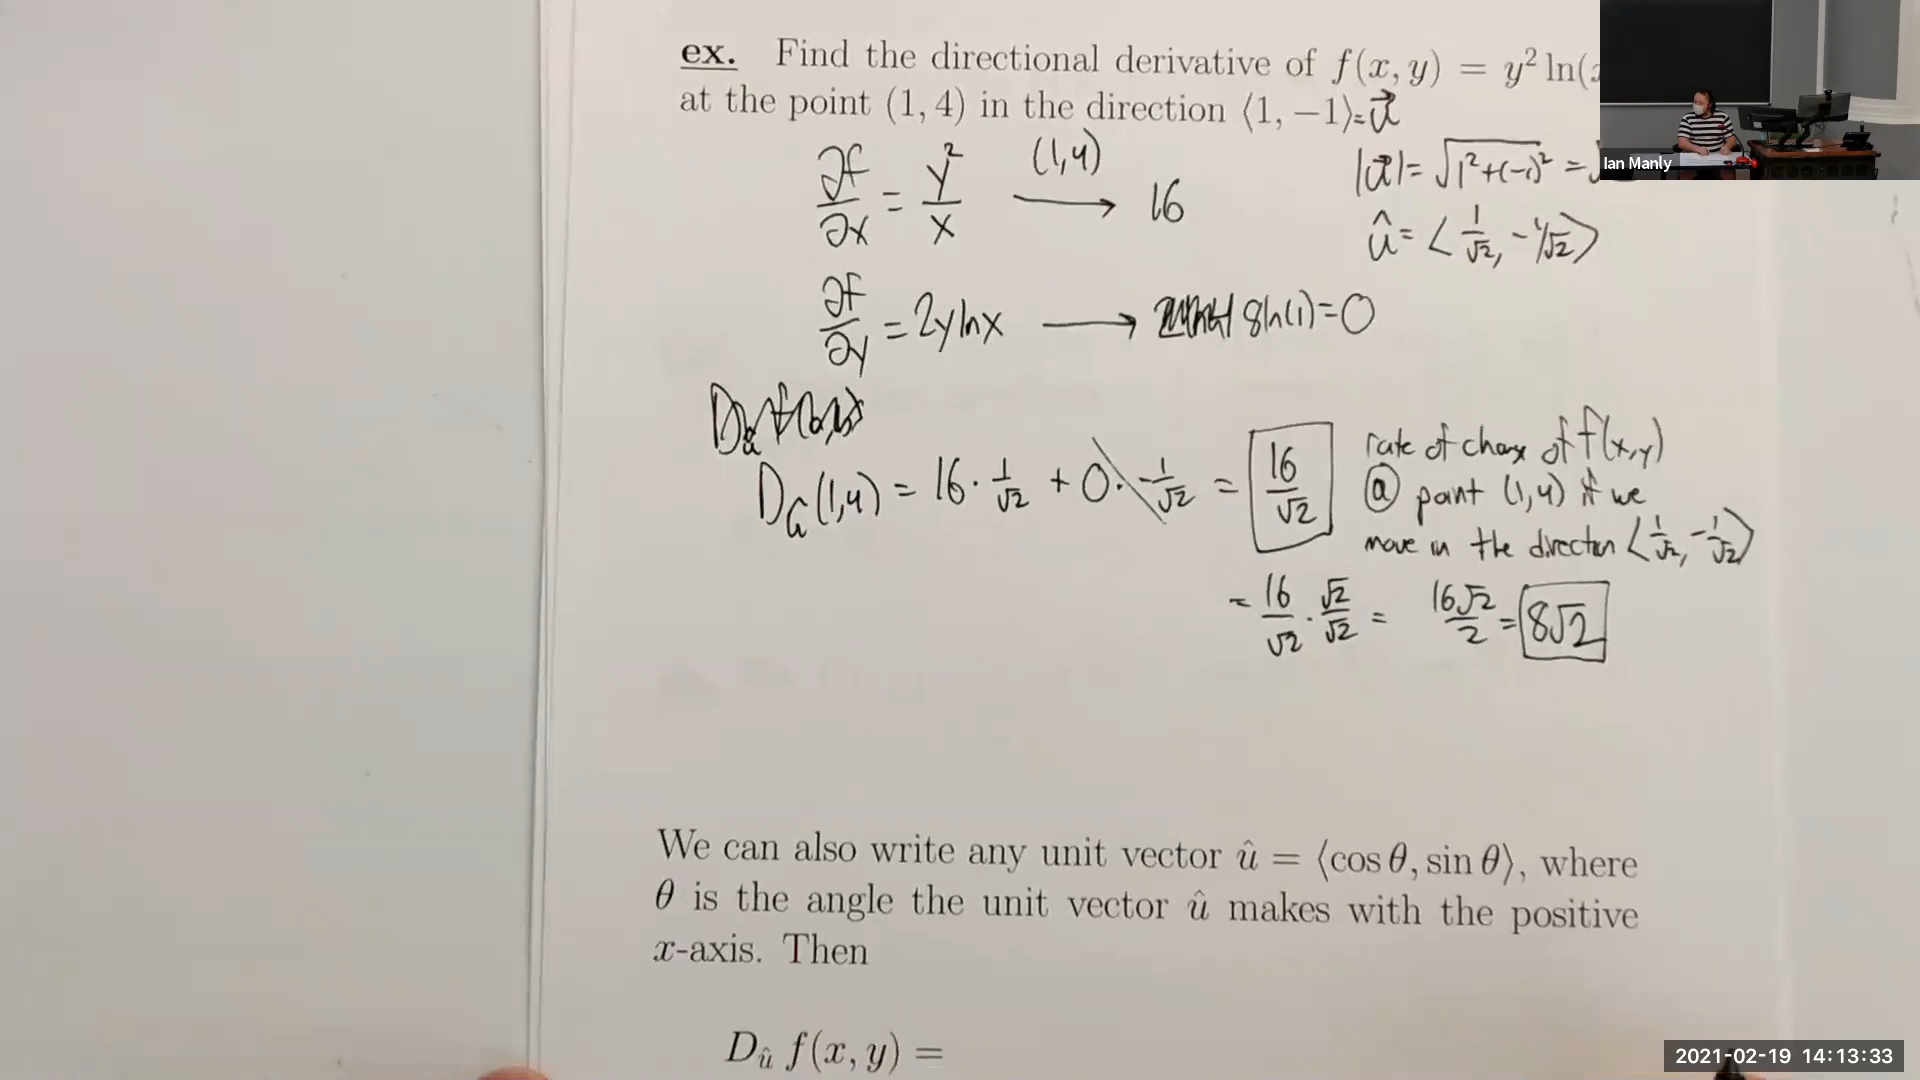 ex. Find the directional derivative of f(x, y) = y² ln(
at the point (1, 4) in the direction ⟨1, −1⟩ = u⃗
∂f/∂x = y²/x (1,4) ⟶ 16
|u⃗| = √(1²+(-1)²) =
û = ⟨1/√2, -1/√2⟩
Ian Manly
∂f/∂y = 2y ln x ⟶ 8ln(1) = 0
D_û(1,4) = 16 · 1/√2 + 0 · -1/√2 = 16/√2
rate of change of f(x,y)
@ point (1,4) if we
move in the direction ⟨1/√2, -1/√2⟩
= 16/√2 · √2/√2 = 16√2/2 = 8√2
We can also write any unit vector û = ⟨cos θ, sin θ⟩, where
θ is the angle the unit vector û makes with the positive
x-axis. Then
D_û f(x, y) =
2021-02-19 14:13:33